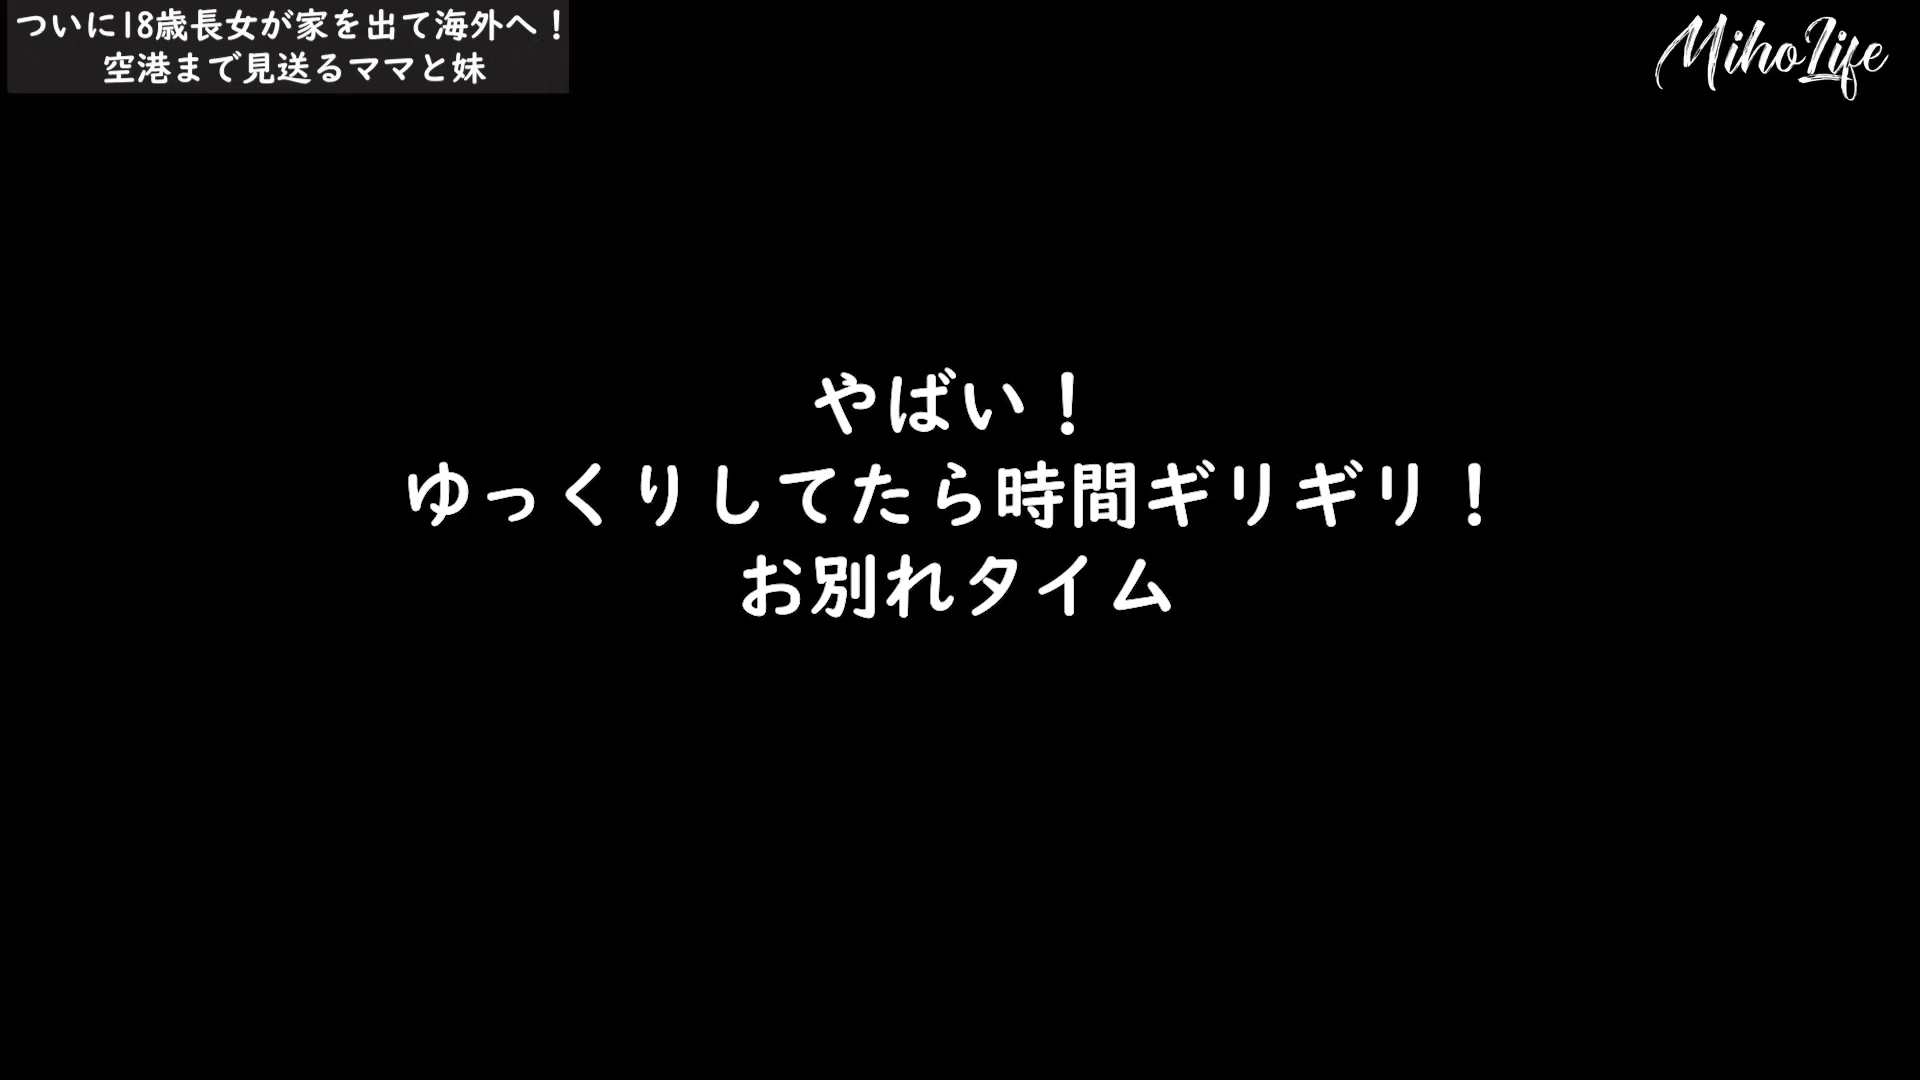 ついに18歳長女が家を出て海外へ！
空港まで見送るママと妹
MihoLife
やばい！
ゆっくりしてたら時間ギリギリ！
お別れタイム